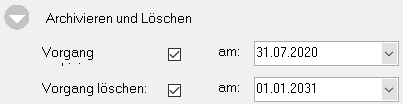 Archivieren und Löschen
Vorgang am: 31.07.2020
Vorgang löschen: am: 01.01.2031